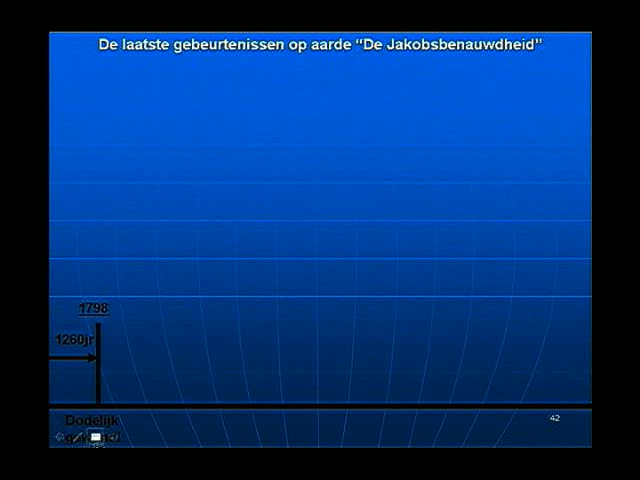 De laatste gebeurtenissen op aarde “De Jakobsbenauwdheid”
1798
1260jr
Dodelijk
42